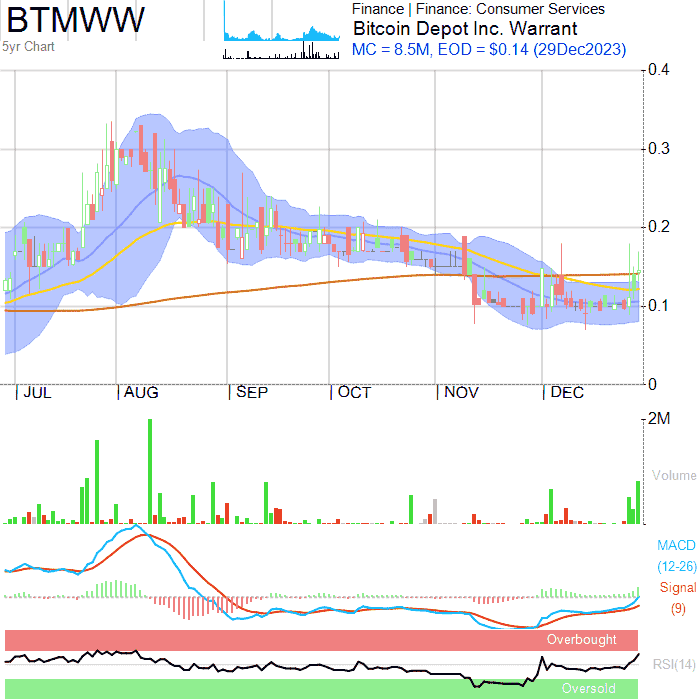 BTMWW
5yr Chart
Finance | Finance: Consumer Services
Bitcoin Depot Inc. Warrant
MC = 8.5M, EOD = $0.14 (29Dec2023)
0.4
0.3
0.2
0.1
0
JUL AUG SEP OCT NOV DEC
2M
Volume
MACD
(12-26)
Signal
(9)
Overbought
RSI(14)
Oversold